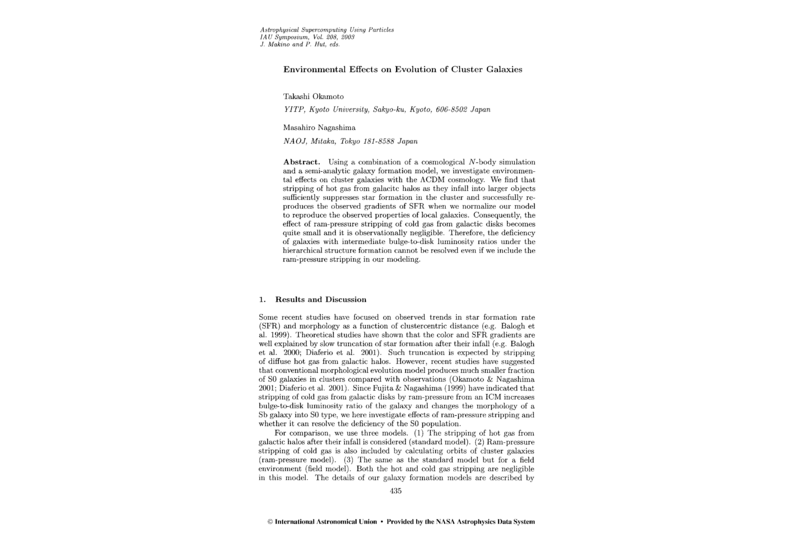 Astrophysical Supercomputing Using Particles
IAU Symposium, Vol. 208, 2003
J. Makino and P. Hut, eds.
Environmental Effects on Evolution of Cluster Galaxies
Takashi Okamoto
YITP, Kyoto University, Sakyo-ku, Kyoto, 606-8502 Japan
Masahiro Nagashima
NAOJ, Mitaka, Tokyo 181-8588 Japan
Abstract. Using a combination of a cosmological N-body simulation
and a semi-analytic galaxy formation model, we investigate environmen-
tal effects on cluster galaxies with the ΛCDM cosmology. We find that
stripping of hot gas from galacitc halos as they infall into larger objects
sufficiently suppresses star formation in the cluster and successfully re-
produces the observed gradients of SFR when we normalize our model
to reproduce the observed properties of local galaxies. Consequently, the
effect of ram-pressure stripping of cold gas from galactic disks becomes
quite small and it is observationally negligible. Therefore, the deficiency
of galaxies with intermediate bulge-to-disk luminosity ratios under the
hierarchical structure formation cannot be resolved even if we include the
ram-pressure stripping in our modeling.
1. Results and Discussion
Some recent studies have focused on observed trends in star formation rate
(SFR) and morphology as a function of clustercentric distance (e.g. Balogh et
al. 1999). Theoretical studies have shown that the color and SFR gradients are
well explained by slow truncation of star formation after their infall (e.g. Balogh
et al. 2000; Diaferio et al. 2001). Such truncation is expected by stripping
of diffuse hot gas from galactic halos. However, recent studies have suggested
that conventional morphological evolution model produces much smaller fraction
of S0 galaxies in clusters compared with observations (Okamoto & Nagashima
2001; Diaferio et al. 2001). Since Fujita & Nagashima (1999) have indicated that
stripping of cold gas from galactic disks by ram-pressure from an ICM increases
bulge-to-disk luminosity ratio of the galaxy and changes the morphology of a
Sb galaxy into S0 type, we here investigate effects of ram-pressure stripping and
whether it can resolve the deficiency of the S0 population.
For comparison, we use three models. (1) The stripping of hot gas from
galactic halos after their infall is considered (standard model). (2) Ram-pressure
stripping of cold gas is also included by calculating orbits of cluster galaxies
(ram-pressure model). (3) The same as the standard model but for a field
environment (field model). Both the hot and cold gas stripping are negligible
in this model. The details of our galaxy formation models are described by
435
© International Astronomical Union • Provided by the NASA Astrophysics Data System